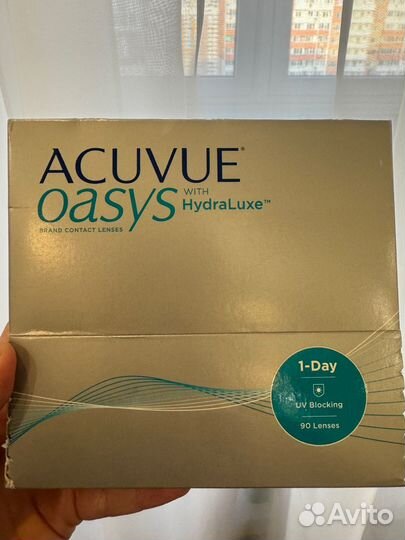 ACUVUE®
oasys WITH HydraLuxe™
BRAND CONTACT LENSES
1-Day
UV Blocking
90 Lenses
Avito